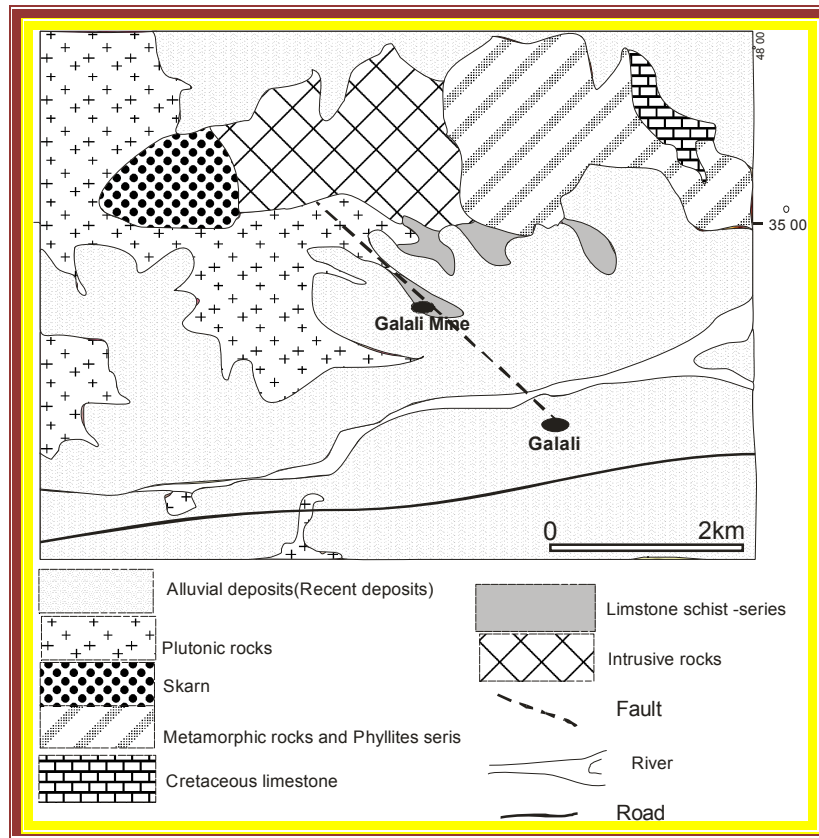 48 00
o
35 00
Galali Mme
Galali
0 2km
Alluvial deposits(Recent deposits)
Plutonic rocks
Skarn
Metamorphic rocks and Phyllites seris
Cretaceous limestone
Limstone schist -series
Intrusive rocks
Fault
River
Road